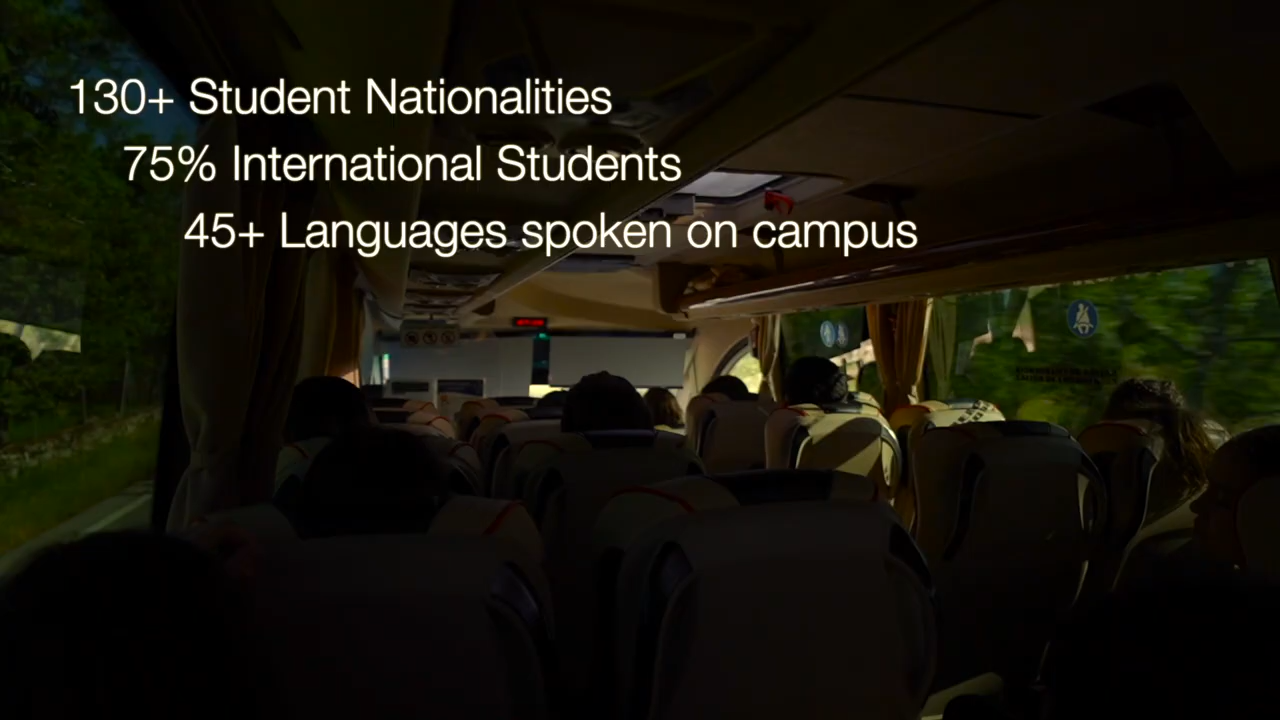 130+ Student Nationalities
75% International Students
45+ Languages spoken on campus